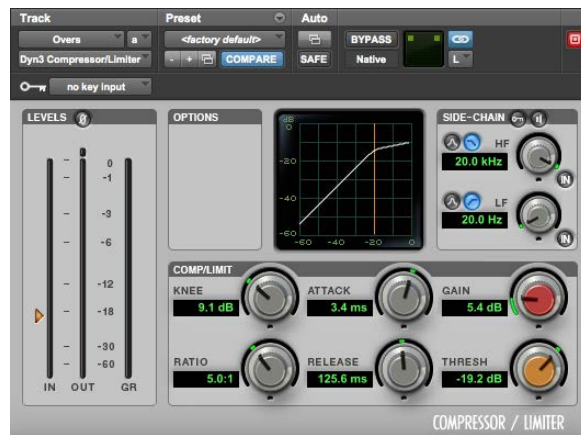 Track Preset Auto
Overs a <factory default> BYPASS
Dyn3 Compressor/Limiter - + COMPARE SAFE Native L
no key input
LEVELS Ø
0
-1
-3
-6
-12
-18
-30
-60
IN OUT GR
OPTIONS
dB
0
-20
-40
-60
-60 -40 -20 0
SIDE-CHAIN
HF
20.0 kHz
IN
LF
20.0 Hz
IN
COMP/LIMIT
KNEE ATTACK GAIN
9.1 dB 3.4 ms 5.4 dB
RATIO RELEASE THRESH
5.0:1 125.6 ms -19.2 dB
COMPRESSOR / LIMITER